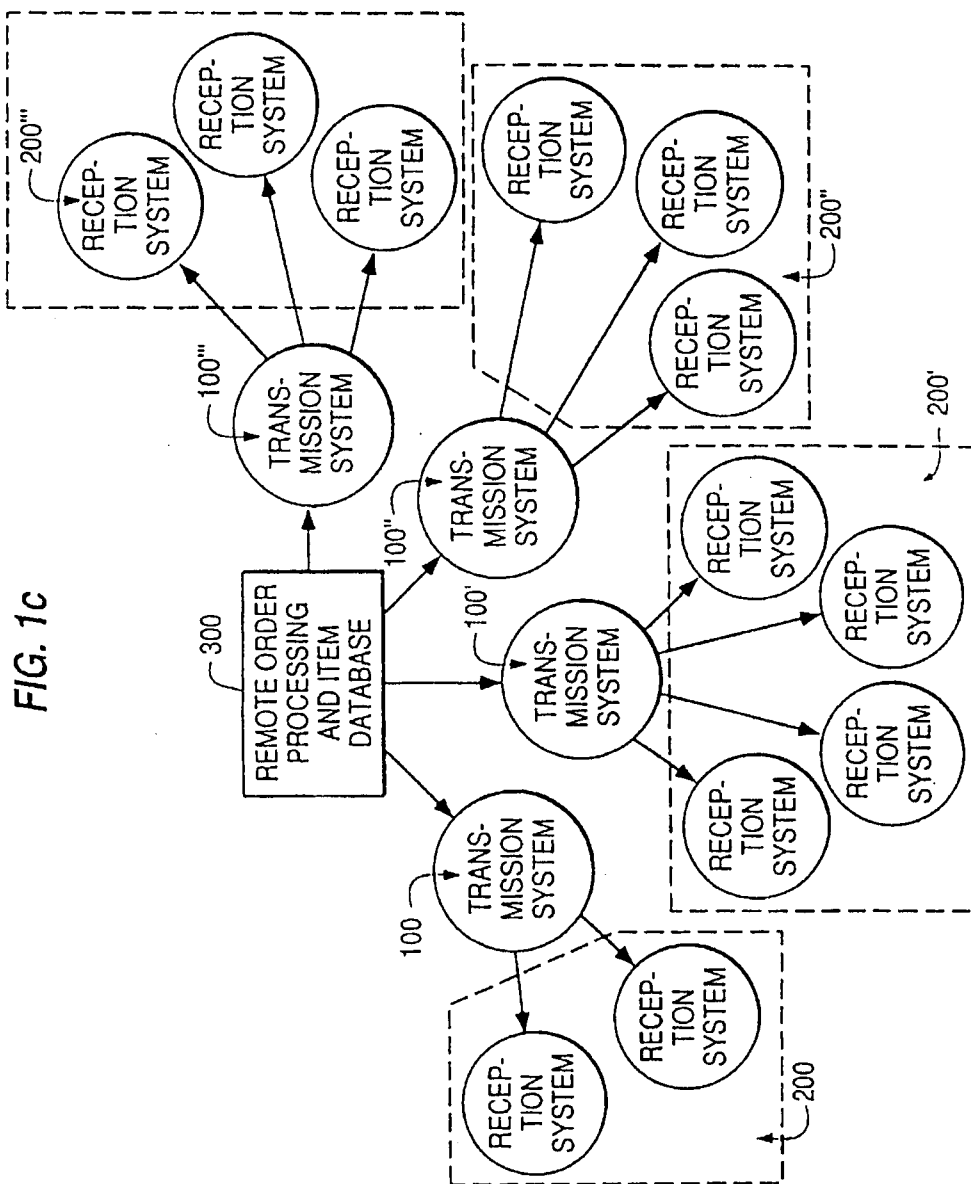 FIG. 1c
300
REMOTE ORDER
PROCESSING
AND ITEM
DATABASE
100
TRANS-
MISSION
SYSTEM
100'
TRANS-
MISSION
SYSTEM
100"
TRANS-
MISSION
SYSTEM
100'''
TRANS-
MISSION
SYSTEM
RECEP-
TION
SYSTEM
RECEP-
TION
SYSTEM
200
RECEP-
TION
SYSTEM
RECEP-
TION
SYSTEM
RECEP-
TION
SYSTEM
RECEP-
TION
SYSTEM
200'
RECEP-
TION
SYSTEM
RECEP-
TION
SYSTEM
RECEP-
TION
SYSTEM
200"
200'''
RECEP-
TION
SYSTEM
RECEP-
TION
SYSTEM
RECEP-
TION
SYSTEM